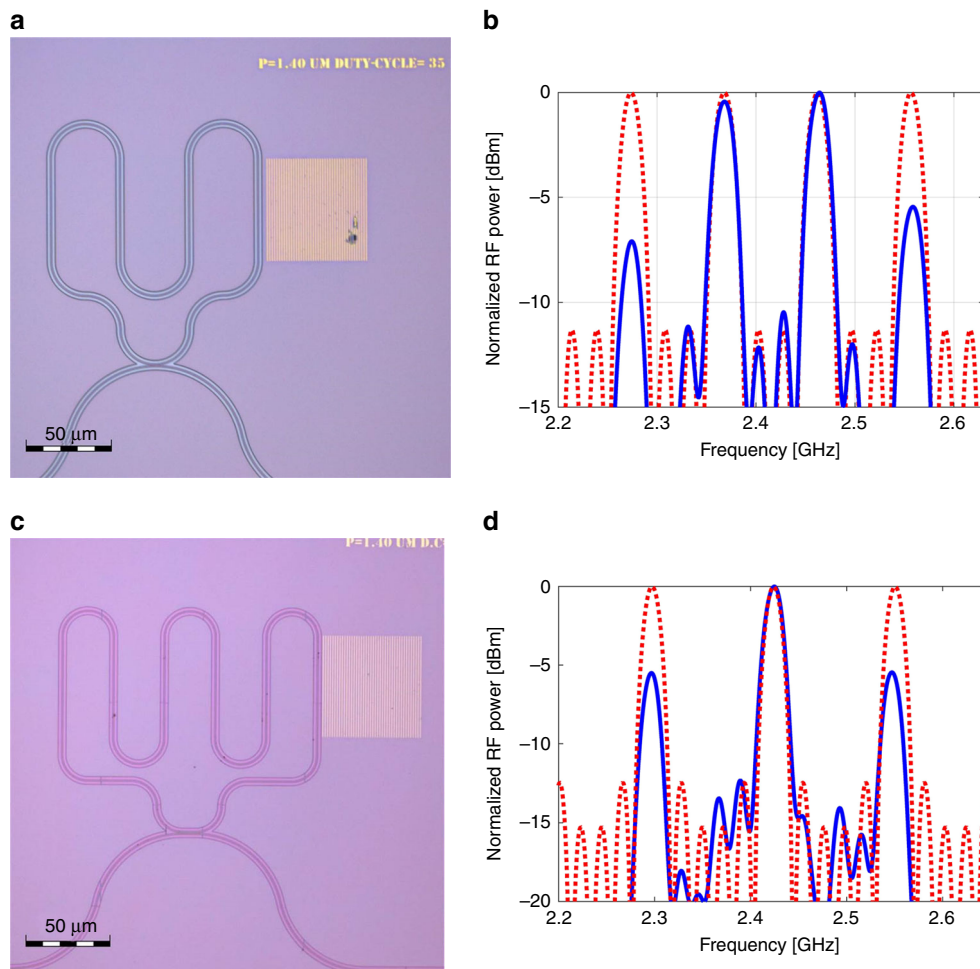 a
P=1.40 UM DUTY-CYCLE= 35
50 μm
b
Normalized RF power [dBm]
0
−5
−10
−15
2.2 2.3 2.4 2.5 2.6
Frequency [GHz]
c
P=1.40 UM D.C
50 μm
d
Normalized RF power [dBm]
0
−5
−10
−15
−20
2.2 2.3 2.4 2.5 2.6
Frequency [GHz]